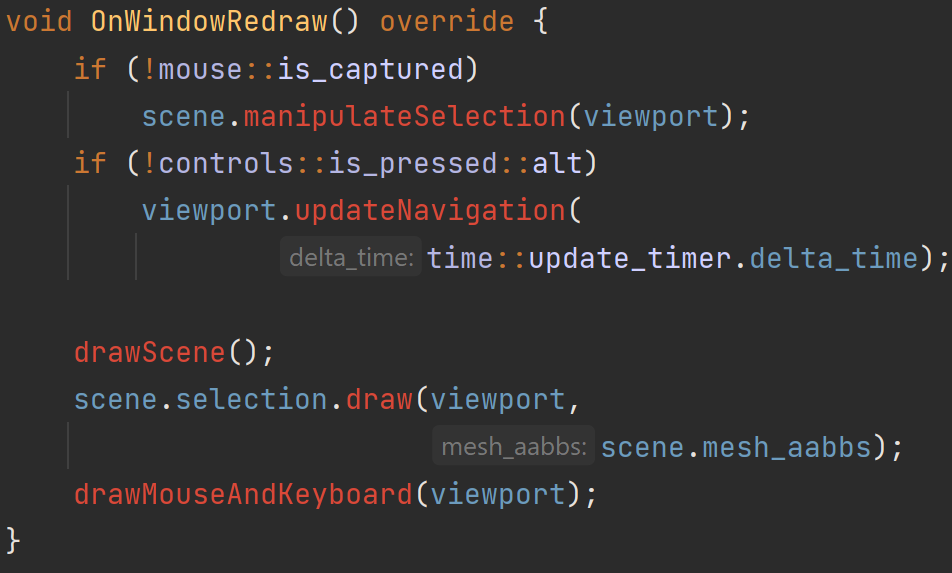 void OnWindowRedraw() override {
    if (!mouse::is_captured)
        scene.manipulateSelection(viewport);
    if (!controls::is_pressed::alt)
        viewport.updateNavigation(
                delta_time: time::update_timer.delta_time);

    drawScene();
    scene.selection.draw(viewport,
                         mesh_aabbs: scene.mesh_aabbs);
    drawMouseAndKeyboard(viewport);
}